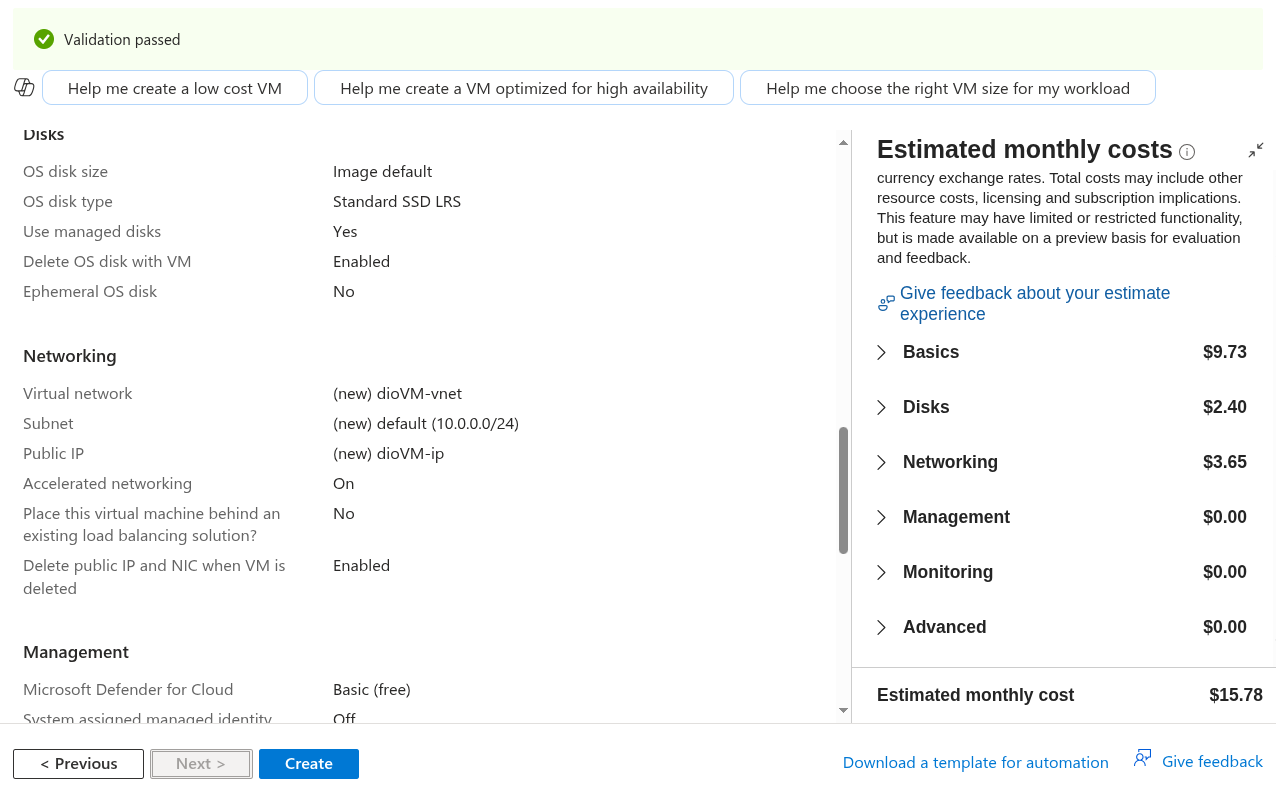 Validation passed
Help me create a low cost VM
Help me create a VM optimized for high availability
Help me choose the right VM size for my workload
Disks
OS disk size Image default
OS disk type Standard SSD LRS
Use managed disks Yes
Delete OS disk with VM Enabled
Ephemeral OS disk No
Networking
Virtual network (new) dioVM-vnet
Subnet (new) default (10.0.0.0/24)
Public IP (new) dioVM-ip
Accelerated networking On
Place this virtual machine behind an No
existing load balancing solution?
Delete public IP and NIC when VM is Enabled
deleted
Management
Microsoft Defender for Cloud Basic (free)
System assigned managed identity Off
Estimated monthly costs
currency exchange rates. Total costs may include other
resource costs, licensing and subscription implications.
This feature may have limited or restricted functionality,
but is made available on a preview basis for evaluation
and feedback.
Give feedback about your estimate
experience
Basics $9.73
Disks $2.40
Networking $3.65
Management $0.00
Monitoring $0.00
Advanced $0.00
Estimated monthly cost $15.78
< Previous
Next >
Create
Download a template for automation
Give feedback